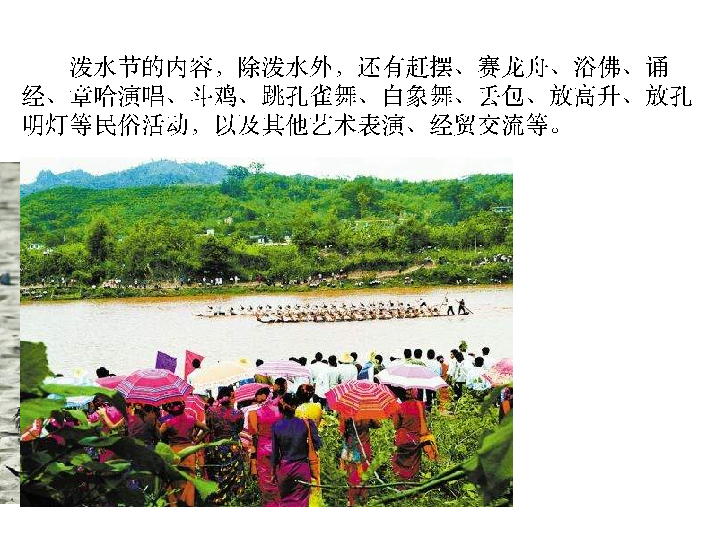 泼水节的内容，除泼水外，还有赶摆、赛龙舟、浴佛、诵
经、章哈演唱、斗鸡、跳孔雀舞、白象舞、丢包、放高升、放孔
明灯等民俗活动，以及其他艺术表演、经贸交流等。